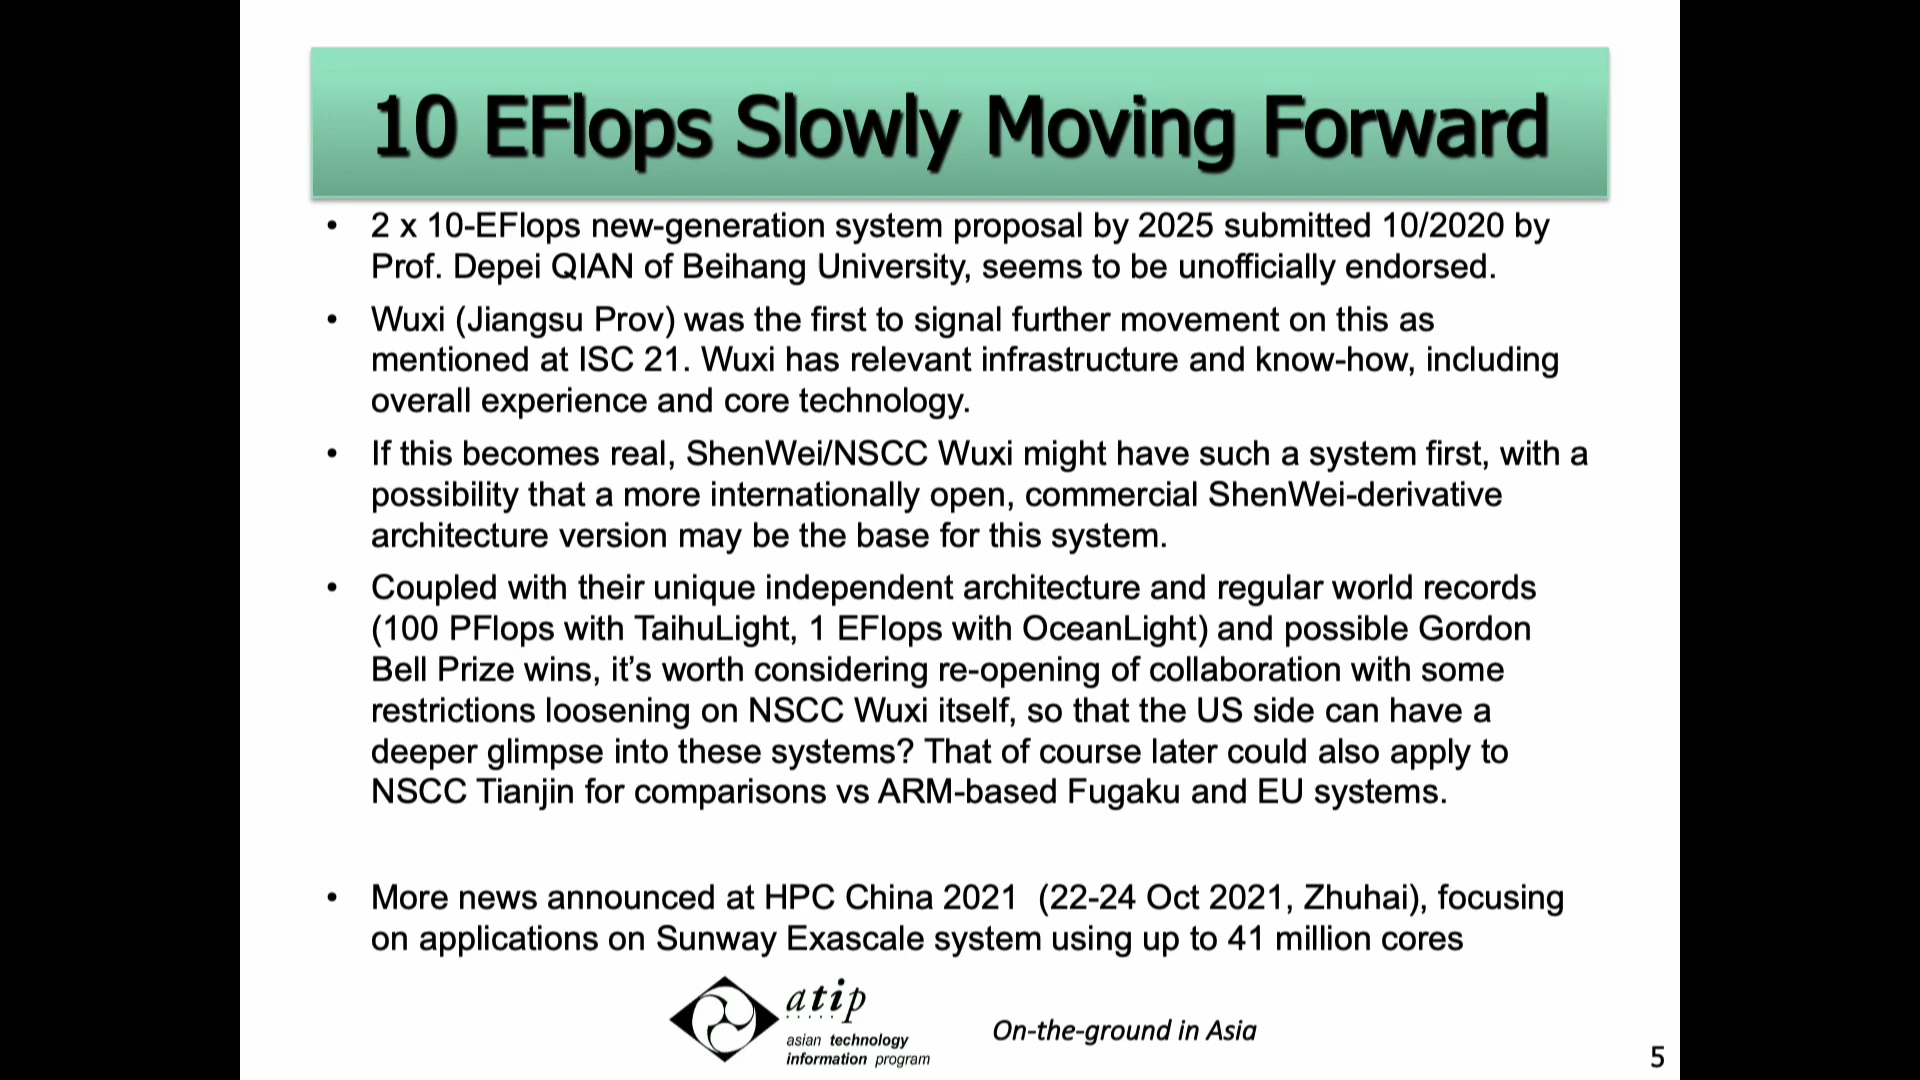 10 EFlops Slowly Moving Forward
• 2 x 10-EFlops new-generation system proposal by 2025 submitted 10/2020 by
Prof. Depei QIAN of Beihang University, seems to be unofficially endorsed.
• Wuxi (Jiangsu Prov) was the first to signal further movement on this as
mentioned at ISC 21. Wuxi has relevant infrastructure and know-how, including
overall experience and core technology.
• If this becomes real, ShenWei/NSCC Wuxi might have such a system first, with a
possibility that a more internationally open, commercial ShenWei-derivative
architecture version may be the base for this system.
• Coupled with their unique independent architecture and regular world records
(100 PFlops with TaihuLight, 1 EFlops with OceanLight) and possible Gordon
Bell Prize wins, it’s worth considering re-opening of collaboration with some
restrictions loosening on NSCC Wuxi itself, so that the US side can have a
deeper glimpse into these systems? That of course later could also apply to
NSCC Tianjin for comparisons vs ARM-based Fugaku and EU systems.
• More news announced at HPC China 2021 (22-24 Oct 2021, Zhuhai), focusing
on applications on Sunway Exascale system using up to 41 million cores
atip
asian technology
information program
On-the-ground in Asia
5